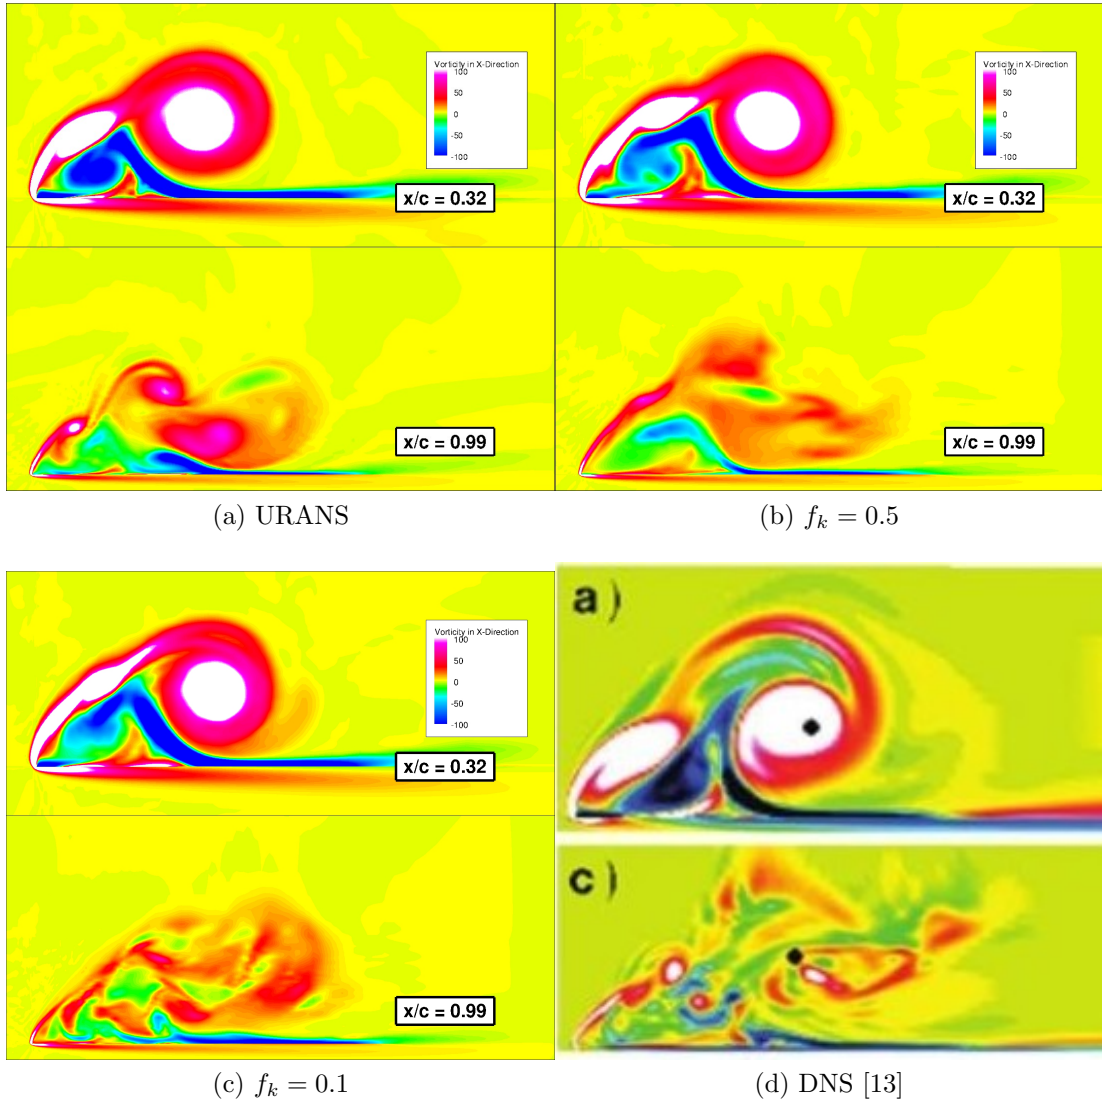 Vorticity in X-Direction
100
50
0
-50
-100
x/c = 0.32
x/c = 0.99
Vorticity in X-Direction
100
50
0
-50
-100
x/c = 0.32
x/c = 0.99
(a) URANS
(b) f_k = 0.5
Vorticity in X-Direction
100
50
0
-50
-100
x/c = 0.32
x/c = 0.99
a)
c)
(c) f_k = 0.1
(d) DNS [13]